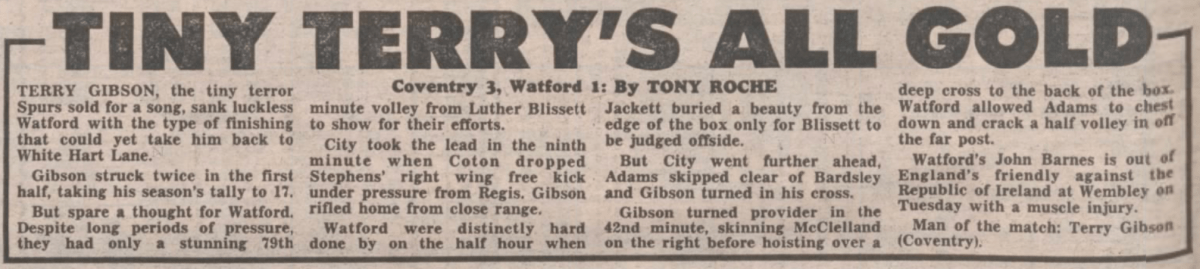 TINY TERRY'S ALL GOLD
Coventry 3, Watford 1: By TONY ROCHE
TERRY GIBSON, the tiny terror
Spurs sold for a song, sank luckless
Watford with the type of finishing
that could yet take him back to
White Hart Lane.
Gibson struck twice in the first
half, taking his season's tally to 17.
But spare a thought for Watford.
Despite long periods of pressure,
they had only a stunning 79th
minute volley from Luther Blissett
to show for their efforts.
City took the lead in the ninth
minute when Coton dropped
Stephens' right wing free kick
under pressure from Regis. Gibson
rifled home from close range.
Watford were distinctly hard
done by on the half hour when
Jackett buried a beauty from the
edge of the box only for Blissett to
be judged offside.
But City went further ahead,
Adams skipped clear of Bardsley
and Gibson turned in his cross.
Gibson turned provider in the
42nd minute, skinning McClelland
on the right before hoisting over a
deep cross to the back of the box.
Watford allowed Adams to chest
down and crack a half volley in off
the far post.
Watford's John Barnes is out of
England's friendly against the
Republic of Ireland at Wembley on
Tuesday with a muscle injury.
Man of the match: Terry Gibson
(Coventry).